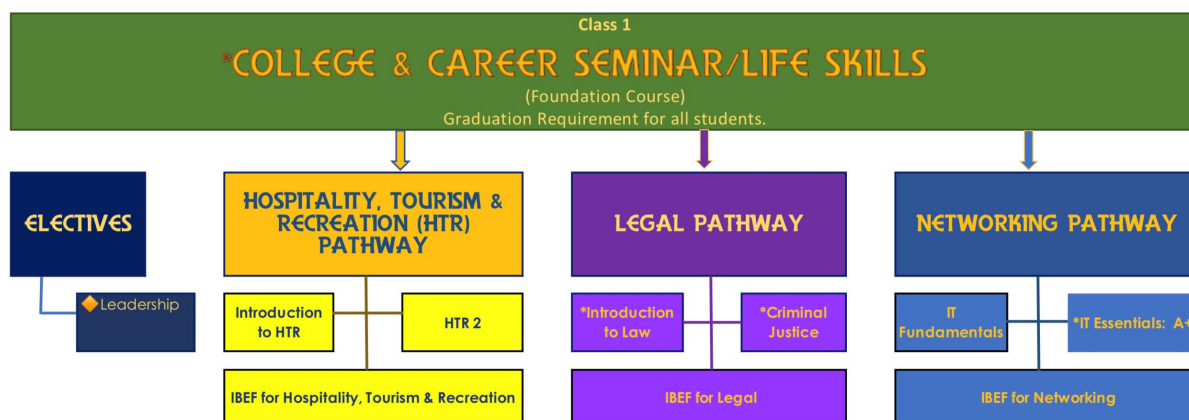 Class 1
*COLLEGE & CAREER SEMINAR/LIFE SKILLS
(Foundation Course)
Graduation Requirement for all students.
ELECTIVES
Leadership
HOSPITALITY, TOURISM &
RECREATION (HTR)
PATHWAY
Introduction
to HTR
HTR 2
IBEF for Hospitality, Tourism & Recreation
LEGAL PATHWAY
*Introduction
to Law
*Criminal
Justice
IBEF for Legal
NETWORKING PATHWAY
IT
Fundamentals
*IT Essentials: A+
IBEF for Networking